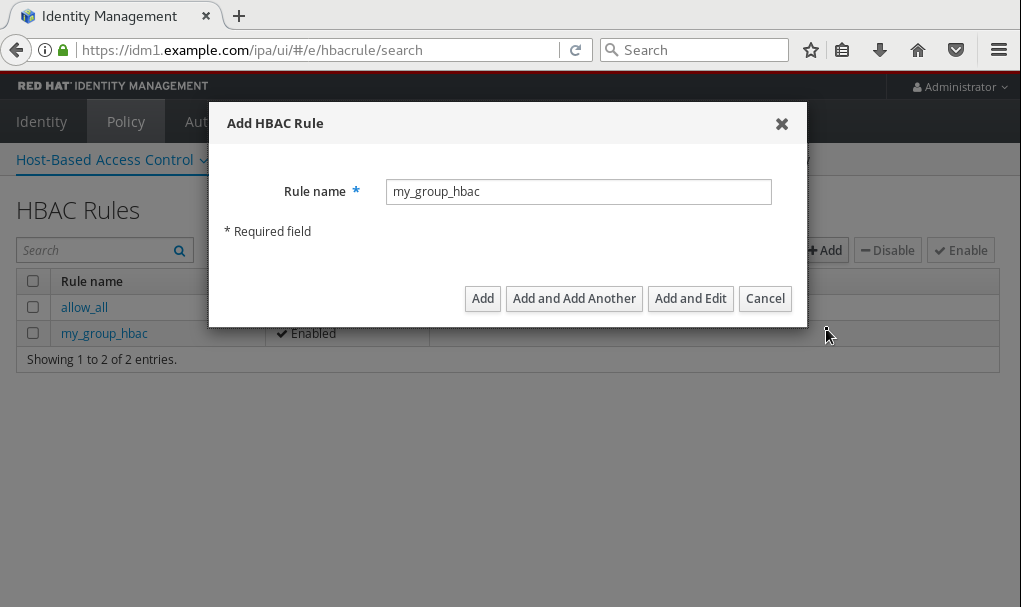 Identity Management
https://idm1.example.com/ipa/ui/#/e/hbacrule/search
Search
RED HAT IDENTITY MANAGEMENT
Administrator
Identity
Policy
Aut
Add HBAC Rule
Host-Based Access Control
Rule name *
my_group_hbac
* Required field
HBAC Rules
Search
Add
Disable
Enable
Rule name
Add
Add and Add Another
Add and Edit
Cancel
allow_all
my_group_hbac
Enabled
Showing 1 to 2 of 2 entries.